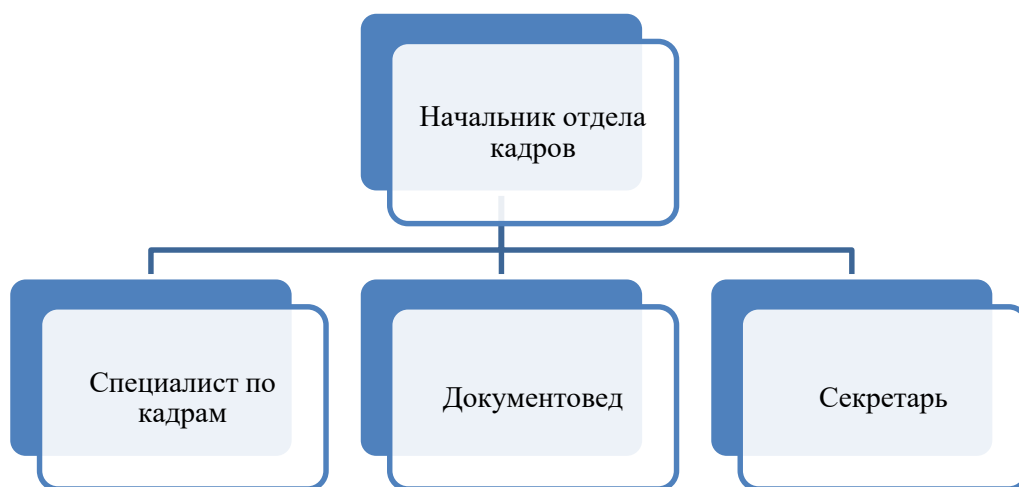 Начальник отдела
кадров
Специалист по
кадрам
Документовед
Секретарь